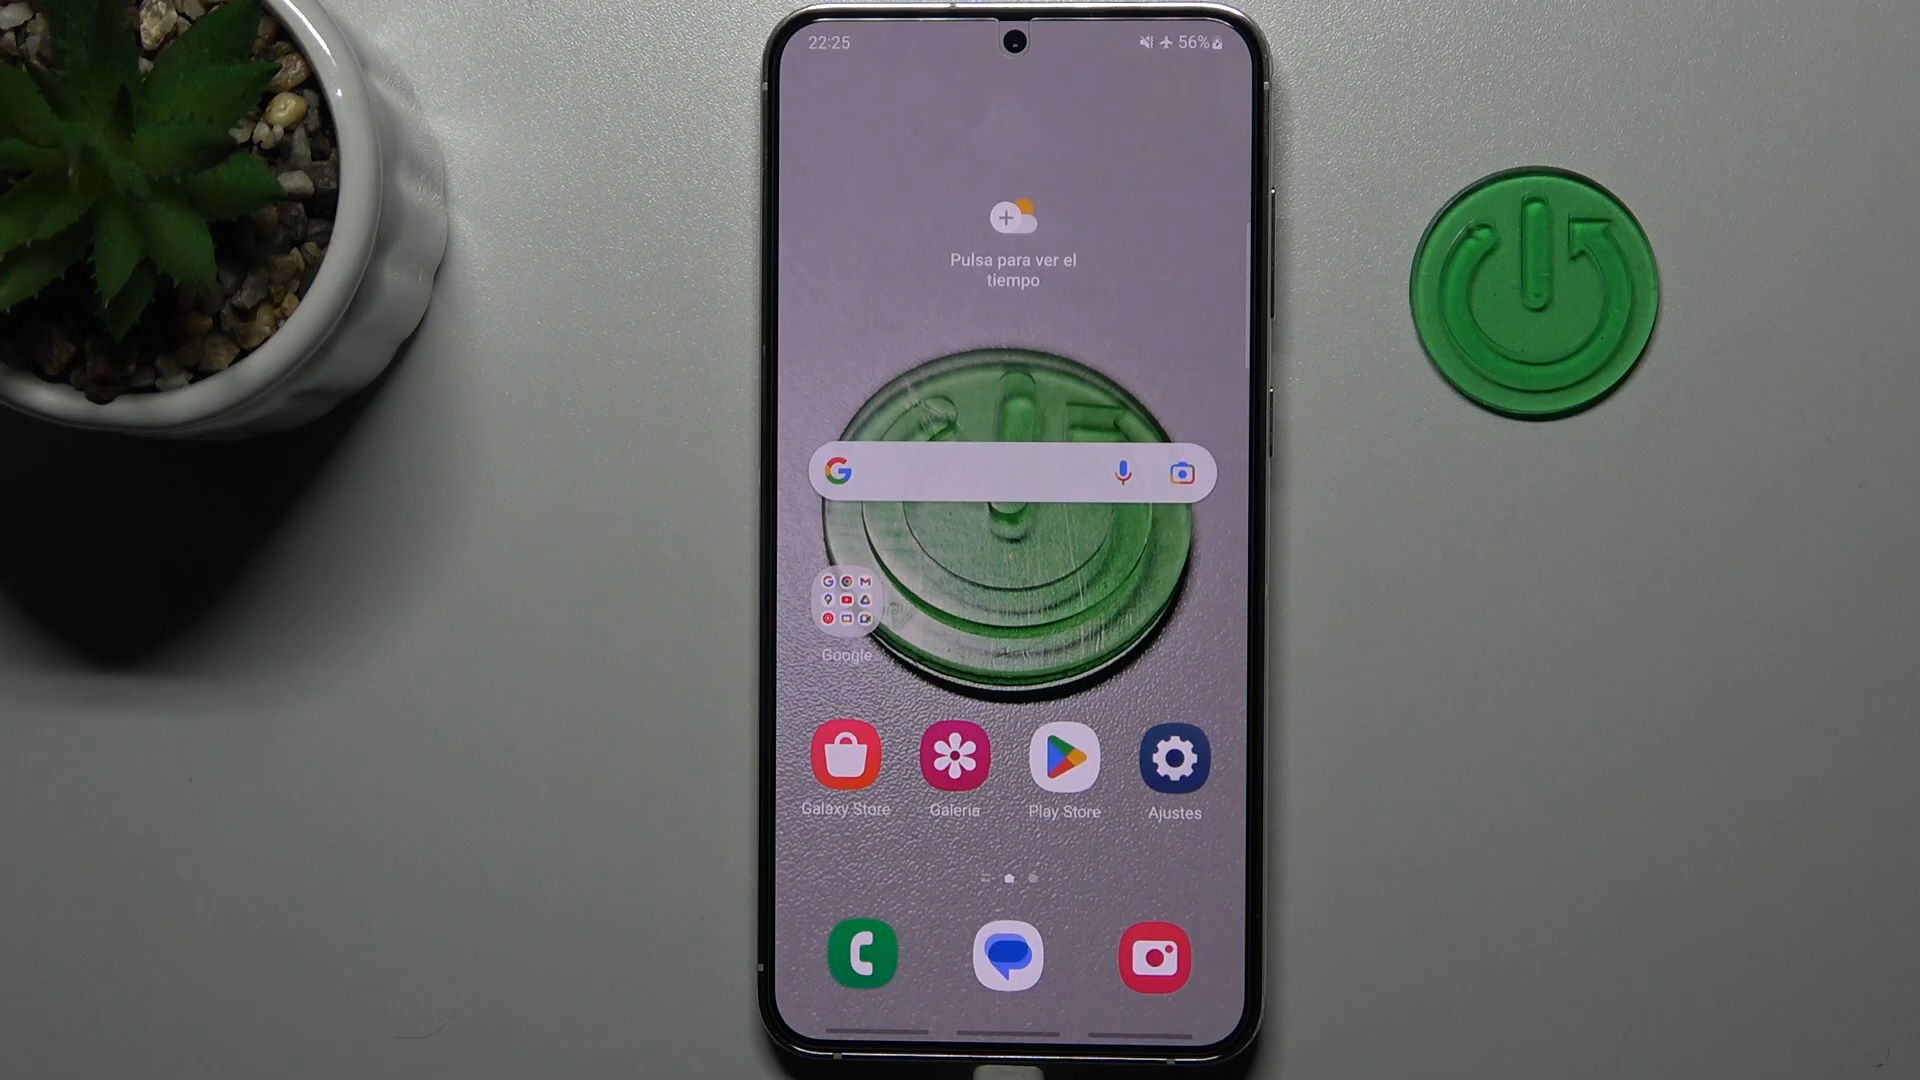 22:25
56%
Pulsa para ver el
tiempo
Google
Galaxy Store
Galería
Play Store
Ajustes